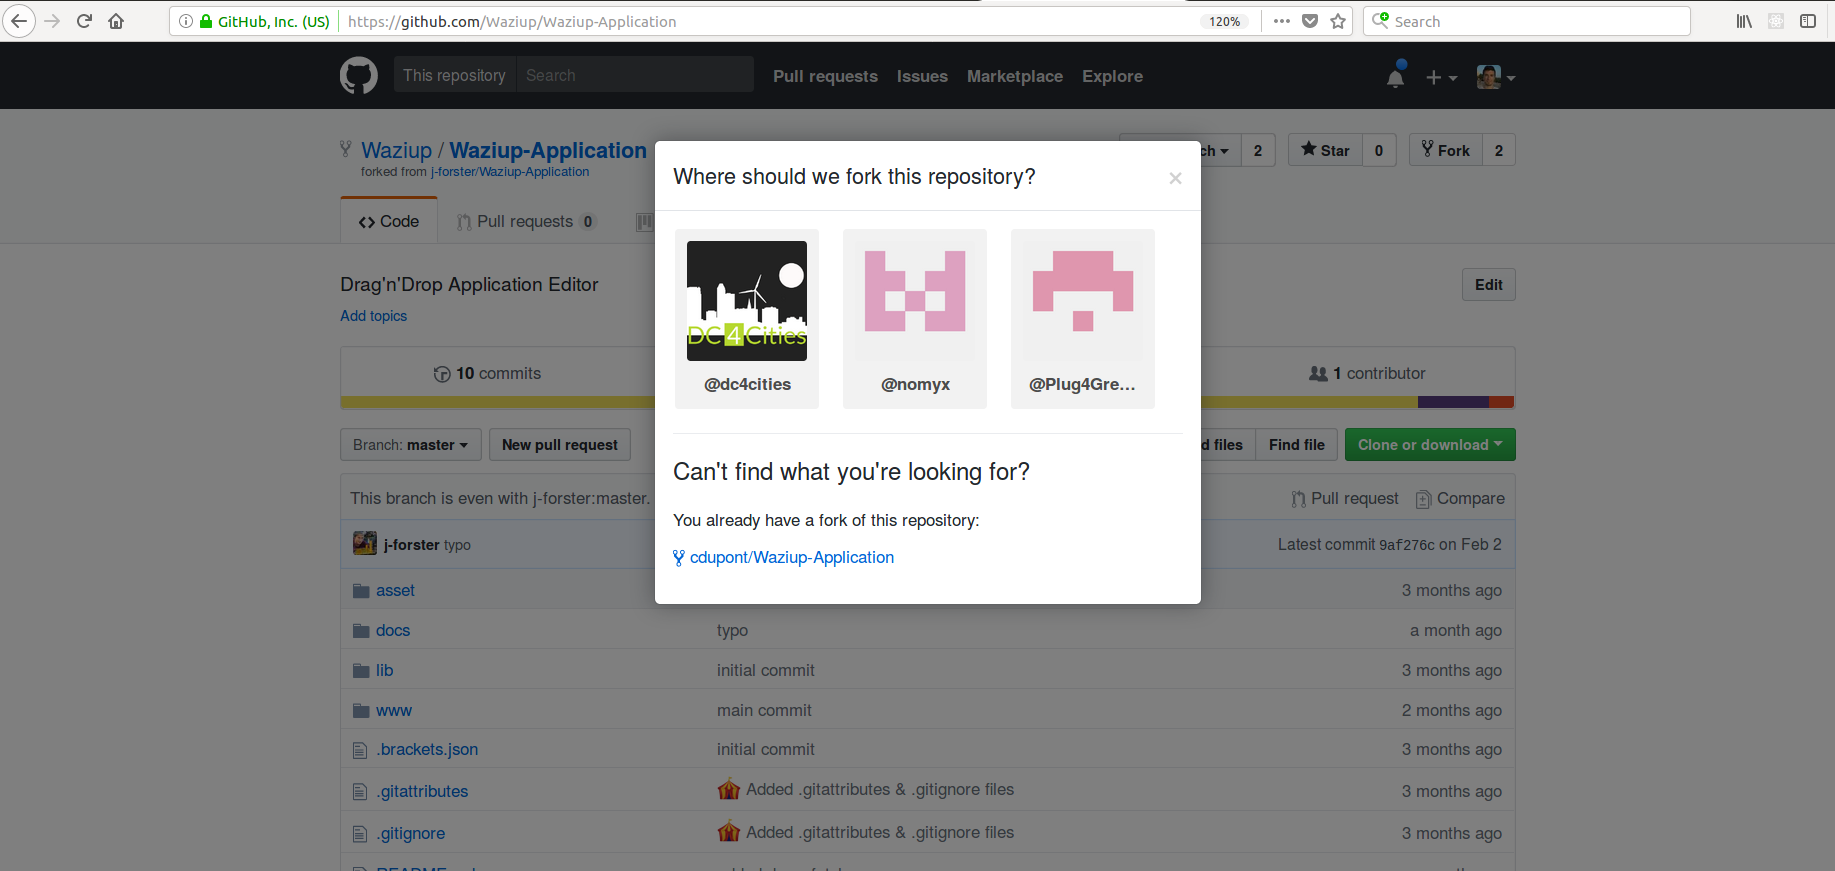 GitHub, Inc. (US) https://github.com/Waziup/Waziup-Application 120% Search
This repository Search Pull requests Issues Marketplace Explore
Waziup / Waziup-Application
forked from j-forster/Waziup-Application
ch 2 Star 0 Fork 2
Code Pull requests 0
Where should we fork this repository?
DC4Cities
@dc4cities @nomyx @Plug4Gre...
Can't find what you're looking for?
You already have a fork of this repository:
cdupont/Waziup-Application
Drag'n'Drop Application Editor Edit
Add topics
10 commits 1 contributor
Branch: master New pull request d files Find file Clone or download
This branch is even with j-forster:master. Pull request Compare
j-forster typo Latest commit 9af276c on Feb 2
asset 3 months ago
docs typo a month ago
lib initial commit 3 months ago
www main commit 2 months ago
.brackets.json initial commit 3 months ago
.gitattributes Added .gitattributes & .gitignore files 3 months ago
.gitignore Added .gitattributes & .gitignore files 3 months ago